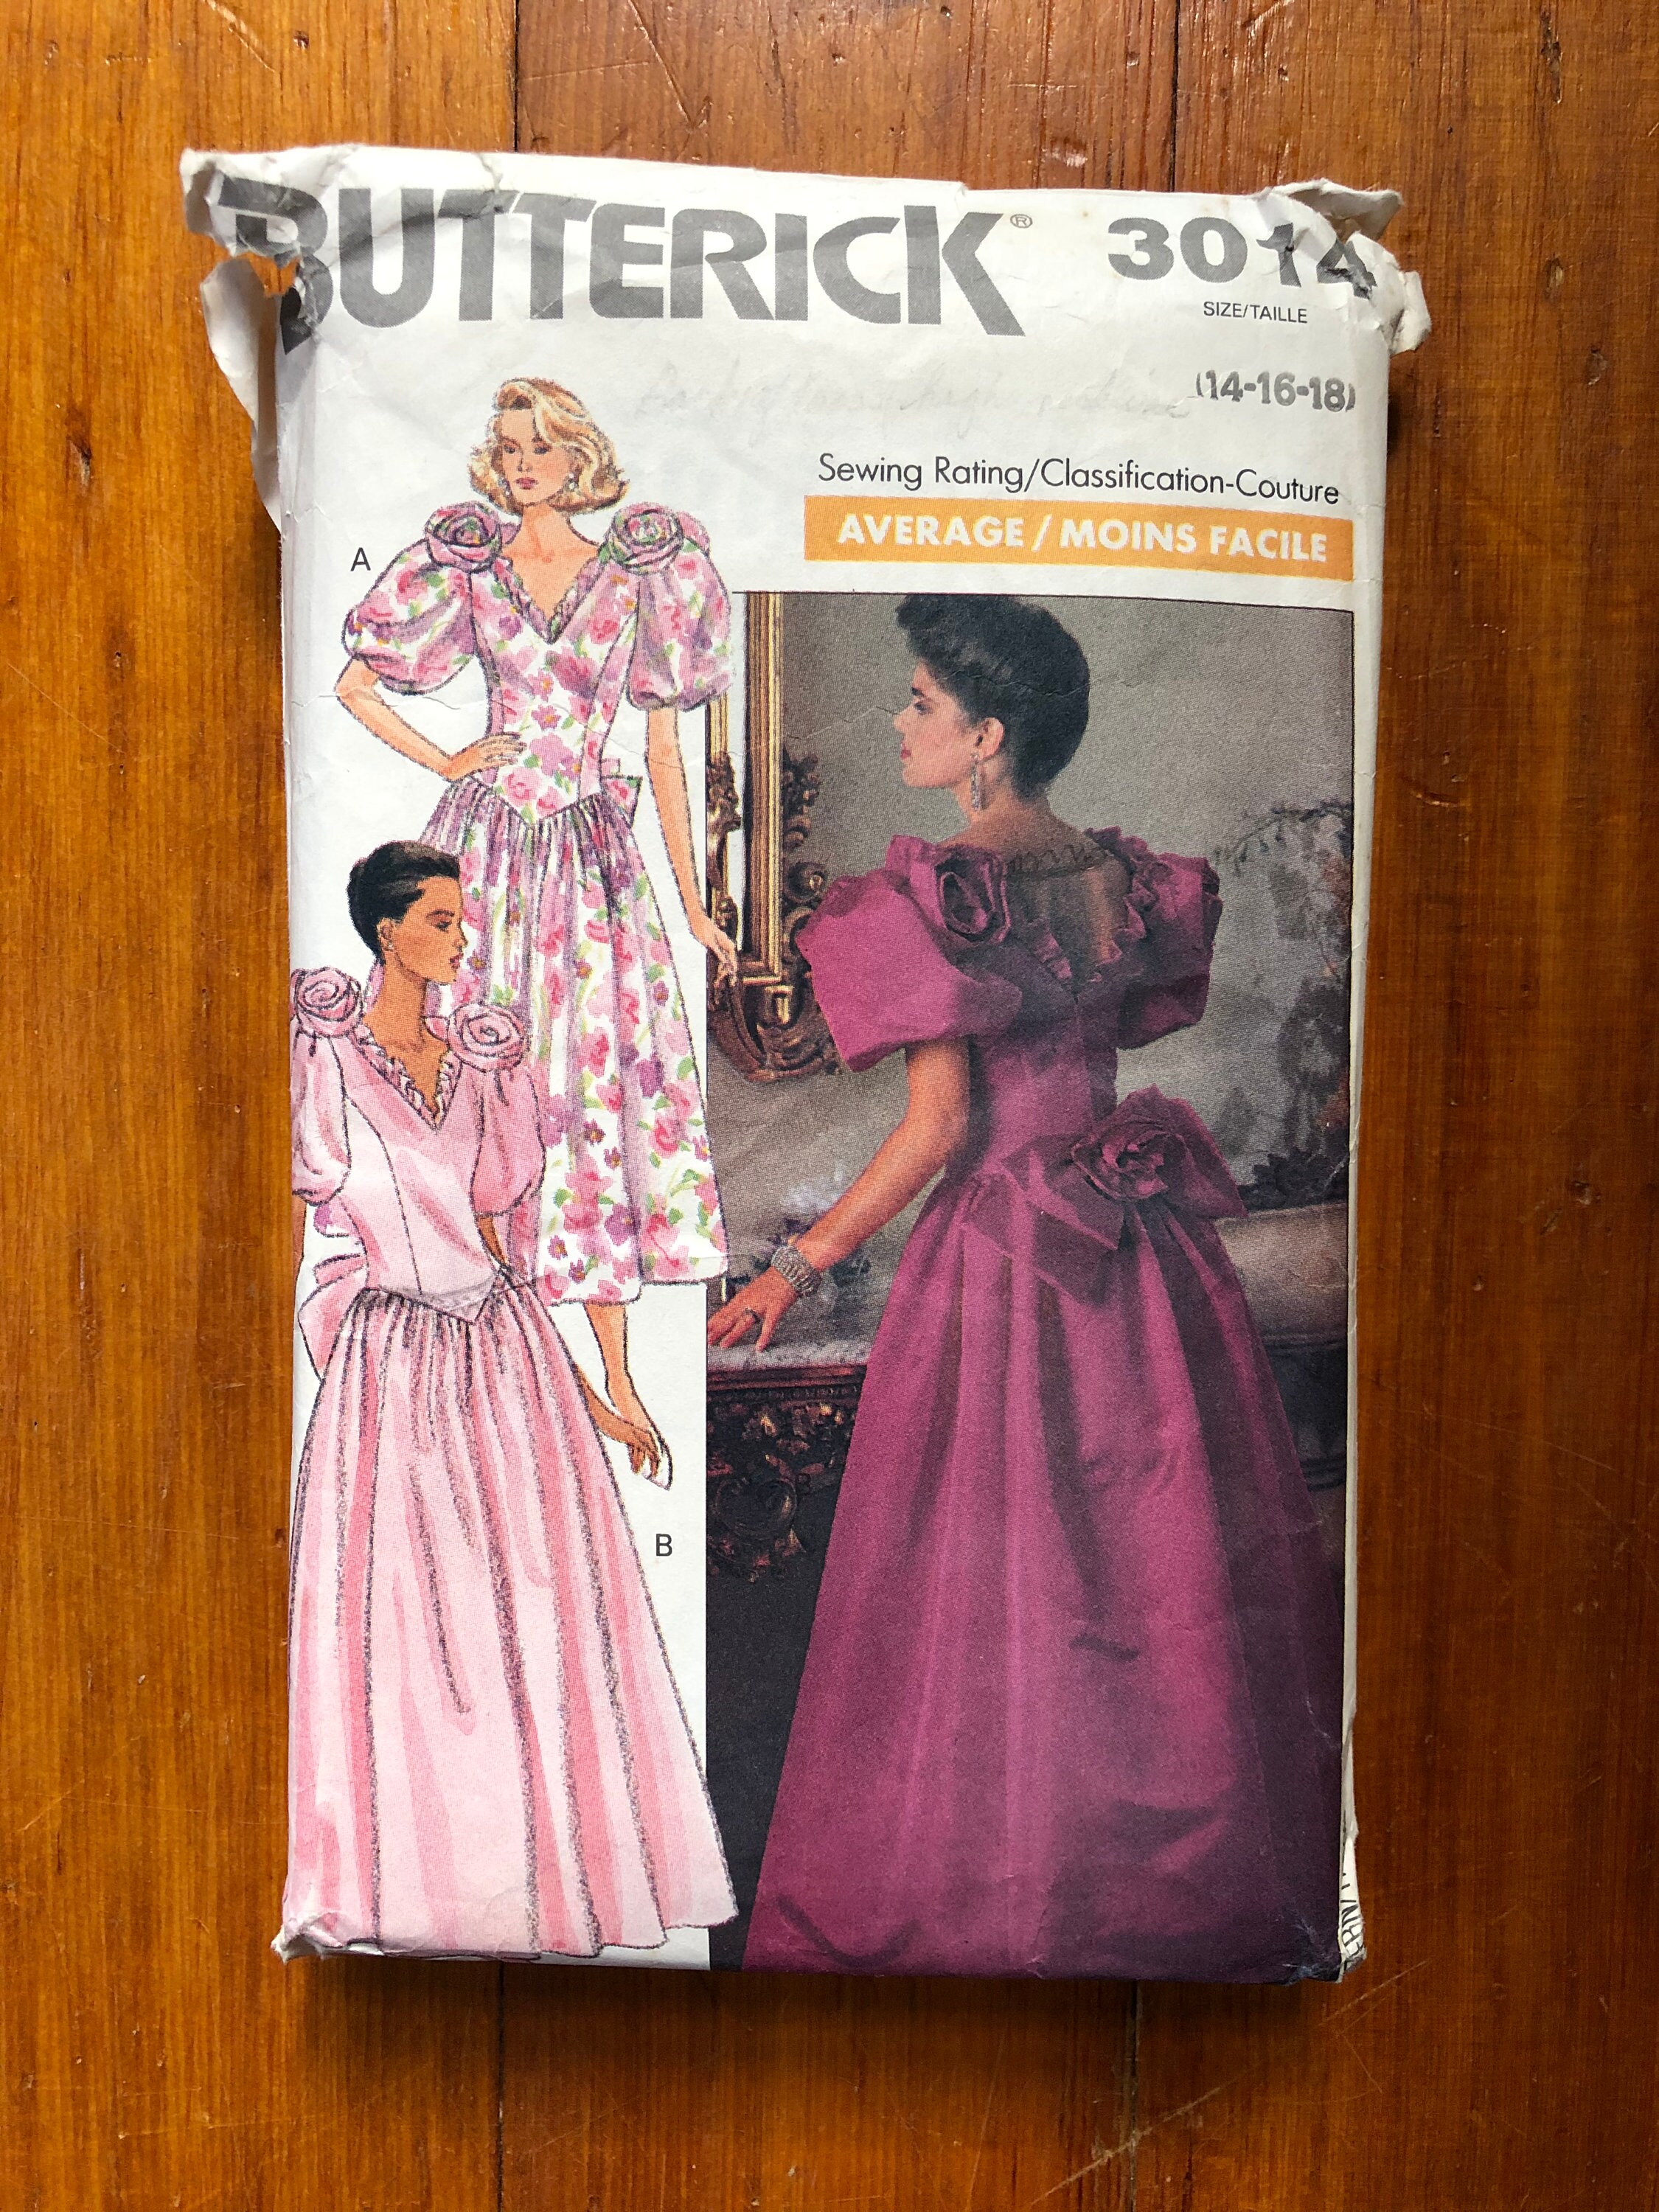 BUTTERICK® 3014
SIZE/TAILLE
(14-16-18)
Sewing Rating/Classification-Couture
AVERAGE / MOINS FACILE
A
B